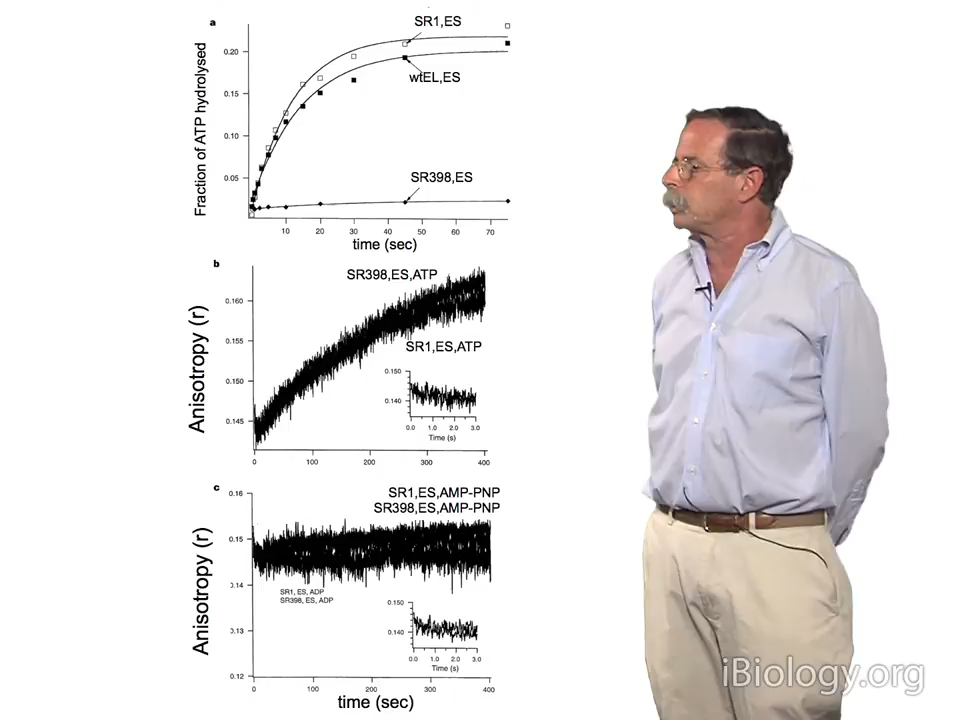 a
SR1,ES
0.20
wtEL,ES
0.15
0.10
SR398,ES
0.05
Fraction of ATP hydrolysed
10 20 30 40 50 60 70
time (sec)
b
SR398,ES,ATP
0.160
0.155
SR1,ES,ATP
0.150
0.145
Anisotropy (r)
0.150
0.140
0.0 1.0 2.0 3.0
Time (s)
0 100 200 300 400
c
0.16
SR1,ES,AMP-PNP
SR398,ES,AMP-PNP
0.15
0.14
SR1, ES, ADP
SR398, ES, ADP
0.13
0.12
Anisotropy (r)
0.150
0.140
0.0 1.0 2.0 3.0
Time (s)
0 100 200 300 400
time (sec)
iBiology.org